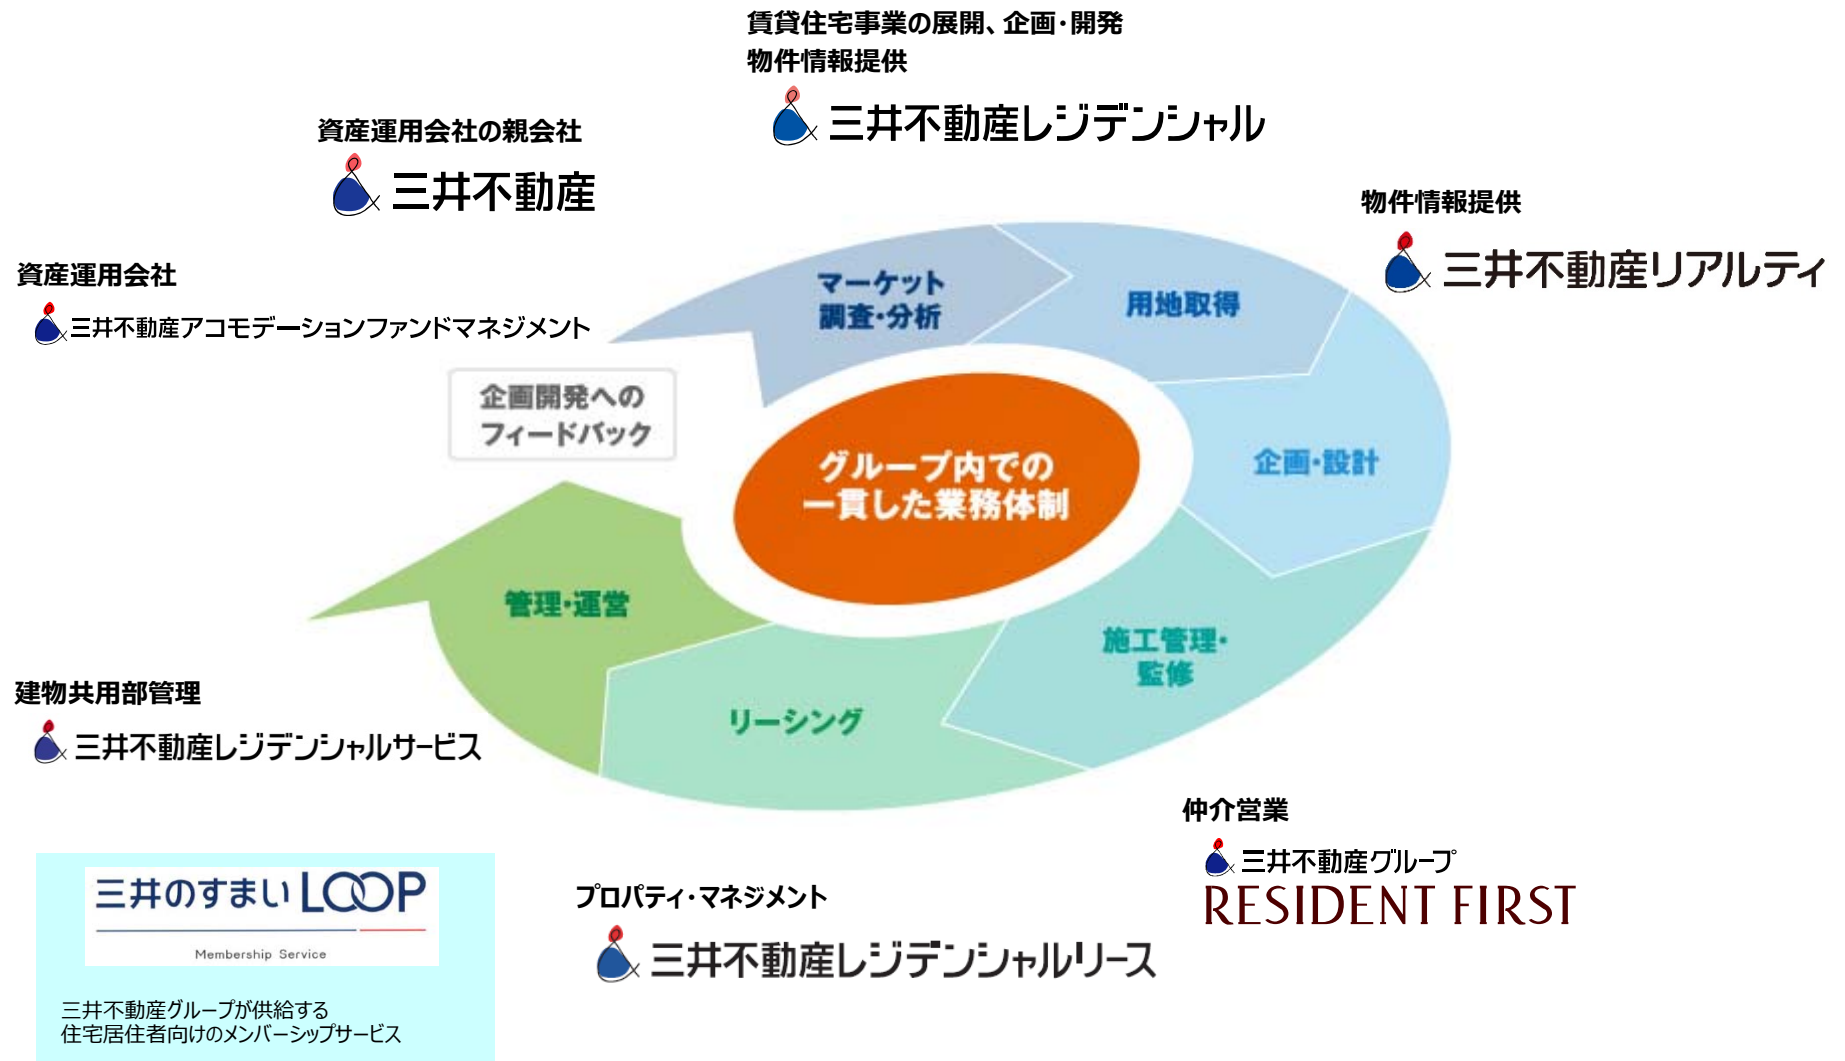 賃貸住宅事業の展開、企画・開発
物件情報提供
三井不動産レジデンシャル
資産運用会社の親会社
三井不動産
物件情報提供
三井不動産リアルティ
資産運用会社
三井不動産アコモデーションファンドマネジメント
マーケット
調査・分析
用地取得
企画開発への
フィードバック
グループ内での
一貫した業務体制
企画・設計
管理・運営
施工管理・
監修
リーシング
建物共用部管理
三井不動産レジデンシャルサービス
仲介営業
三井不動産グループ
RESIDENT FIRST
プロパティ・マネジメント
三井不動産レジデンシャルリース
三井のすまい LOOP
Membership Service
三井不動産グループが供給する
住宅居住者向けのメンバーシップサービス